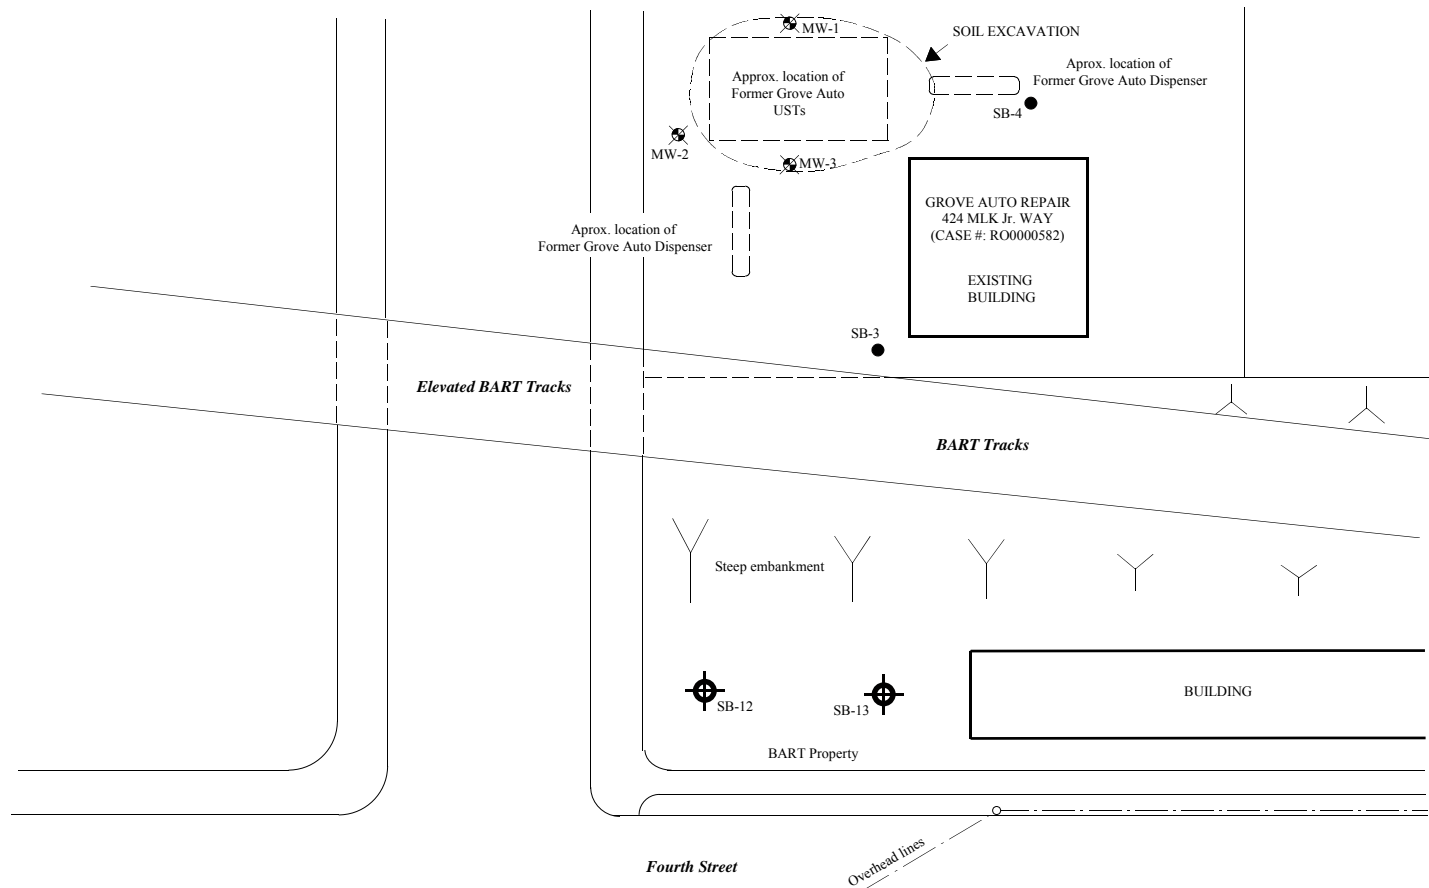 MW-1
SOIL EXCAVATION
Approx. location of
Former Grove Auto
USTs
Aprox. location of
Former Grove Auto Dispenser
SB-4
MW-2
MW-3
GROVE AUTO REPAIR
424 MLK Jr. WAY
(CASE #: RO0000582)
EXISTING
BUILDING
Aprox. location of
Former Grove Auto Dispenser
SB-3
Elevated BART Tracks
BART Tracks
Steep embankment
SB-12
SB-13
BUILDING
BART Property
Overhead lines
Fourth Street